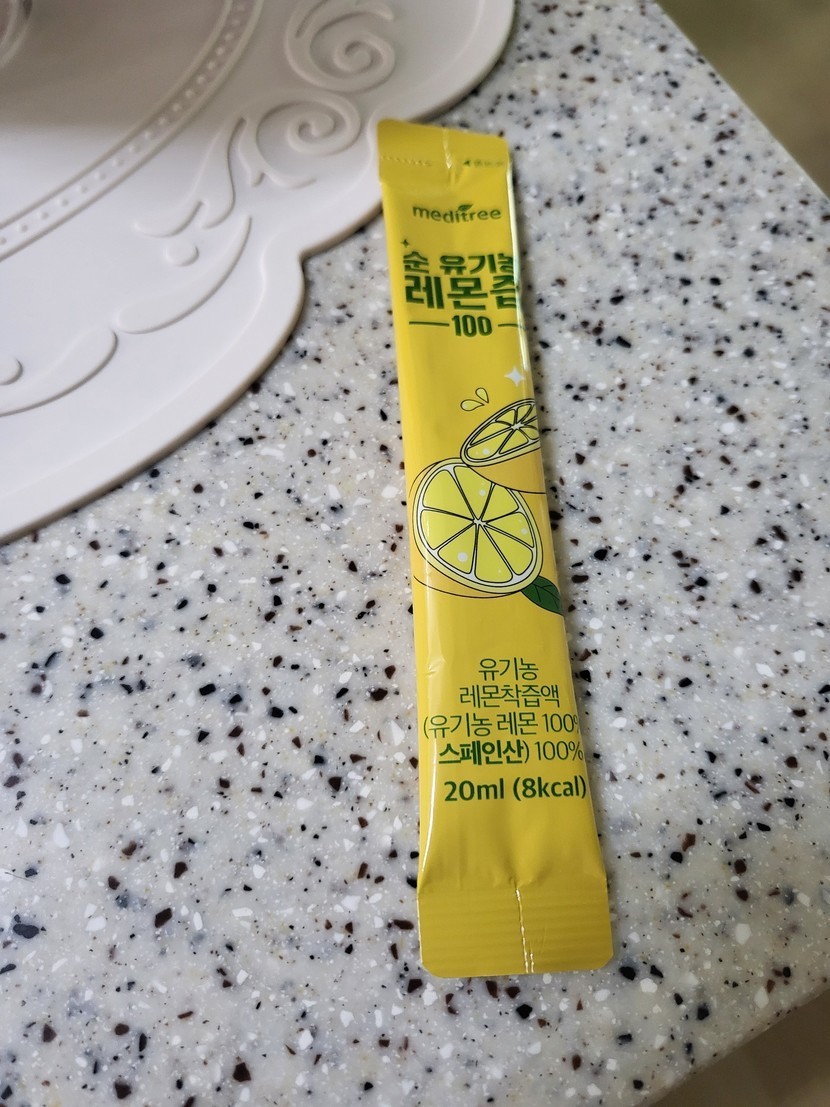 meditree
순 유기농
레몬즙
100
유기농
레몬착즙액
(유기농 레몬 100%
스페인산) 100%
20ml (8kcal)